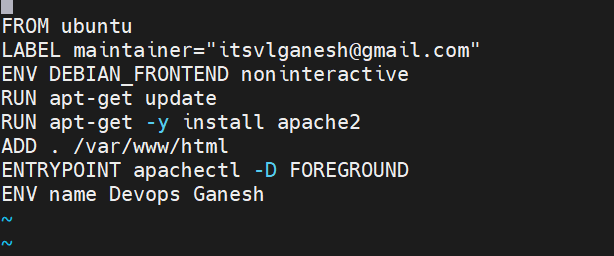 FROM ubuntu
LABEL maintainer="itsvlganesh@gmail.com"
ENV DEBIAN_FRONTEND noninteractive
RUN apt-get update
RUN apt-get -y install apache2
ADD . /var/www/html
ENTRYPOINT apachectl -D FOREGROUND
ENV name Devops Ganesh
~
~